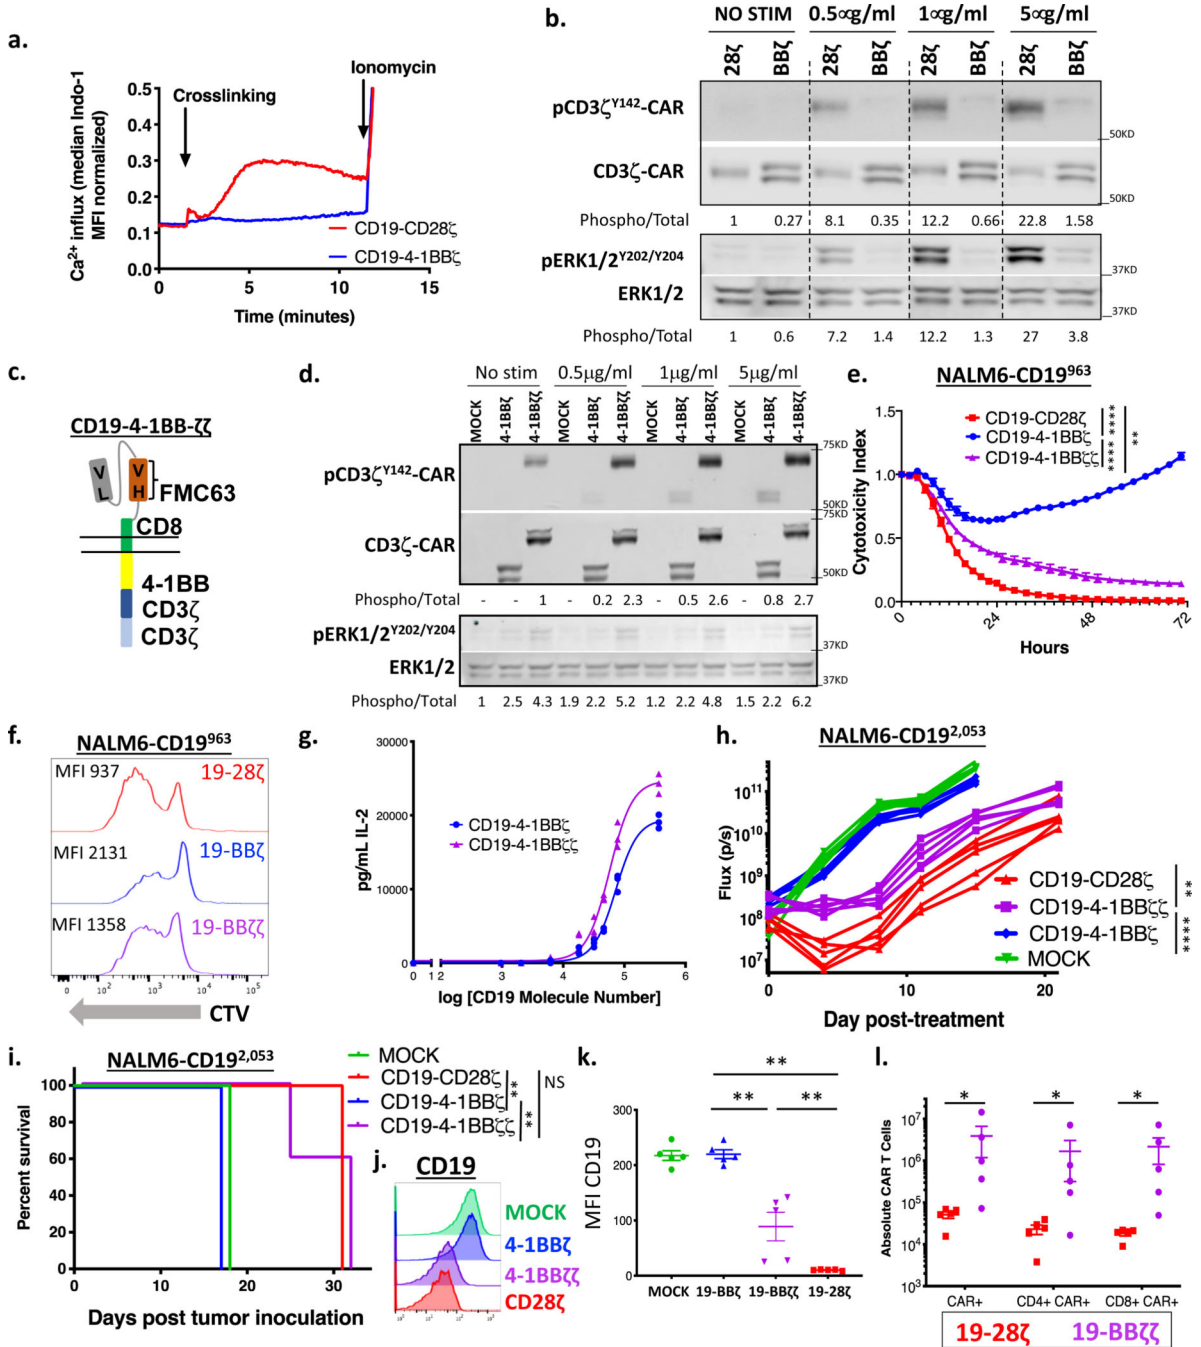 a.
Ca²⁺ influx (median Indo-1
MFI normalized)
0.5
0.4
0.3
0.2
0.1
0.0
0
5
10
15
Time (minutes)
Crosslinking
Ionomycin
CD19-CD28ζ
CD19-4-1BBζ
b.
NO STIM 0.5∝g/ml 1∝g/ml 5∝g/ml
28ζ BBζ 28ζ BBζ 28ζ BBζ 28ζ BBζ
pCD3ζY142-CAR
50KD
CD3ζ-CAR
50KD
Phospho/Total 1 0.27 8.1 0.35 12.2 0.66 22.8 1.58
pERK1/2Y202/Y204
37KD
ERK1/2
37KD
Phospho/Total 1 0.6 7.2 1.4 12.2 1.3 27 3.8
c.
CD19-4-1BB-ζζ
V L
V H
FMC63
CD8
4-1BB
CD3ζ
CD3ζ
d.
No stim 0.5μg/ml 1μg/ml 5μg/ml
MOCK 4-1BBζ 4-1BBζζ MOCK 4-1BBζ 4-1BBζζ MOCK 4-1BBζ 4-1BBζζ MOCK 4-1BBζ 4-1BBζζ
75KD
pCD3ζY142-CAR
50KD
75KD
CD3ζ-CAR
50KD
Phospho/Total - - 1 - 0.2 2.3 - 0.5 2.6 - 0.8 2.7
pERK1/2Y202/Y204
37KD
ERK1/2
37KD
Phospho/Total 1 2.5 4.3 1.9 2.2 5.2 1.2 2.2 4.8 1.5 2.2 6.2
e.
NALM6-CD19⁹⁶³
Cytotoxicity Index
1.5
1.0
0.5
0.0
0
24
48
72
Hours
CD19-CD28ζ
CD19-4-1BBζ
CD19-4-1BBζζ
****
****
**
f.
NALM6-CD19⁹⁶³
MFI 937 19-28ζ
MFI 2131 19-BBζ
MFI 1358 19-BBζζ
0 10² 10³ 10⁴ 10⁵
CTV
g.
pg/mL IL-2
30000
20000
10000
0
0 1 2 3 4 5 6
log [CD19 Molecule Number]
CD19-4-1BBζ
CD19-4-1BBζζ
h.
NALM6-CD19²,⁰⁵³
Flux (p/s)
10¹¹
10¹⁰
10⁹
10⁸
10⁷
0
10
20
Day post-treatment
CD19-CD28ζ
CD19-4-1BBζζ
CD19-4-1BBζ
MOCK
**
****
i.
NALM6-CD19²,⁰⁵³
Percent survival
100
80
60
40
20
0
0
10
20
30
Days post tumor inoculation
MOCK
CD19-CD28ζ
CD19-4-1BBζ
CD19-4-1BBζζ
**
**
NS
j.
CD19
MOCK
4-1BBζ
4-1BBζζ
CD28ζ
k.
MFI CD19
300
200
100
0
**
**
**
MOCK 19-BBζ 19-BBζζ 19-28ζ
l.
Absolute CAR T Cells
10⁷
10⁶
10⁵
10⁴
10³
*
*
*
CAR+ CD4+ CAR+ CD8+ CAR+
19-28ζ 19-BBζζ